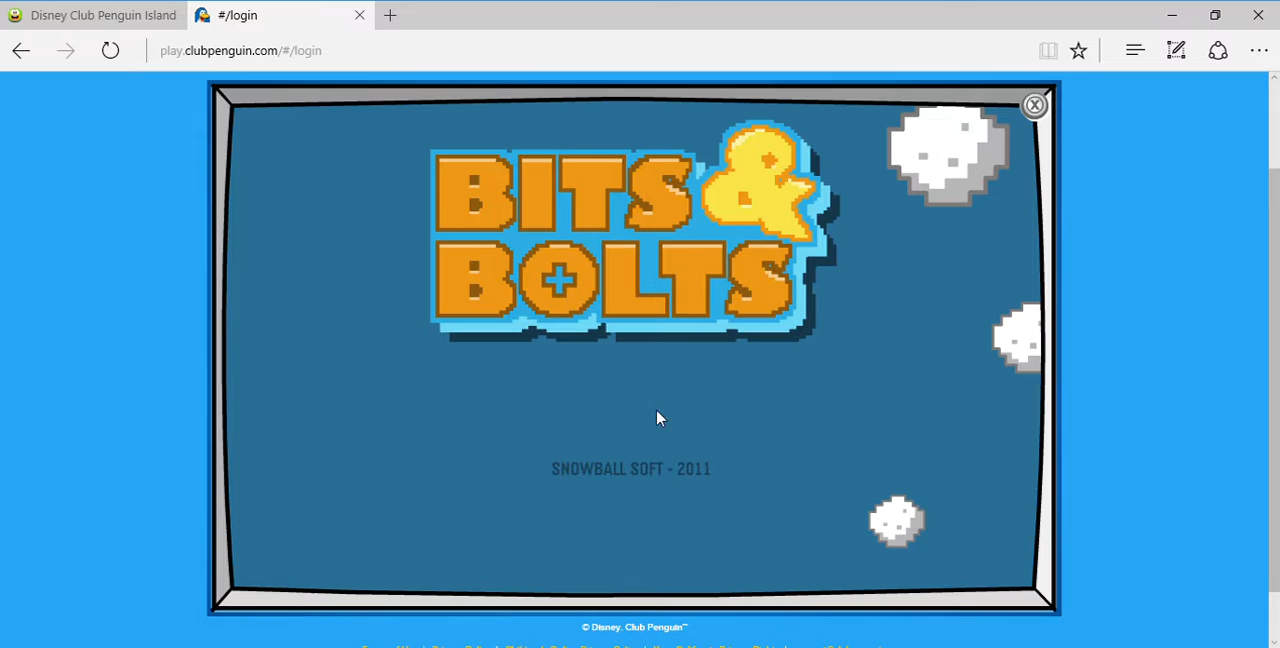 Disney Club Penguin Island
#/login
play.clubpenguin.com/#/login
BITS &
BOLTS
SNOWBALL SOFT - 2011
© Disney. Club Penguin™